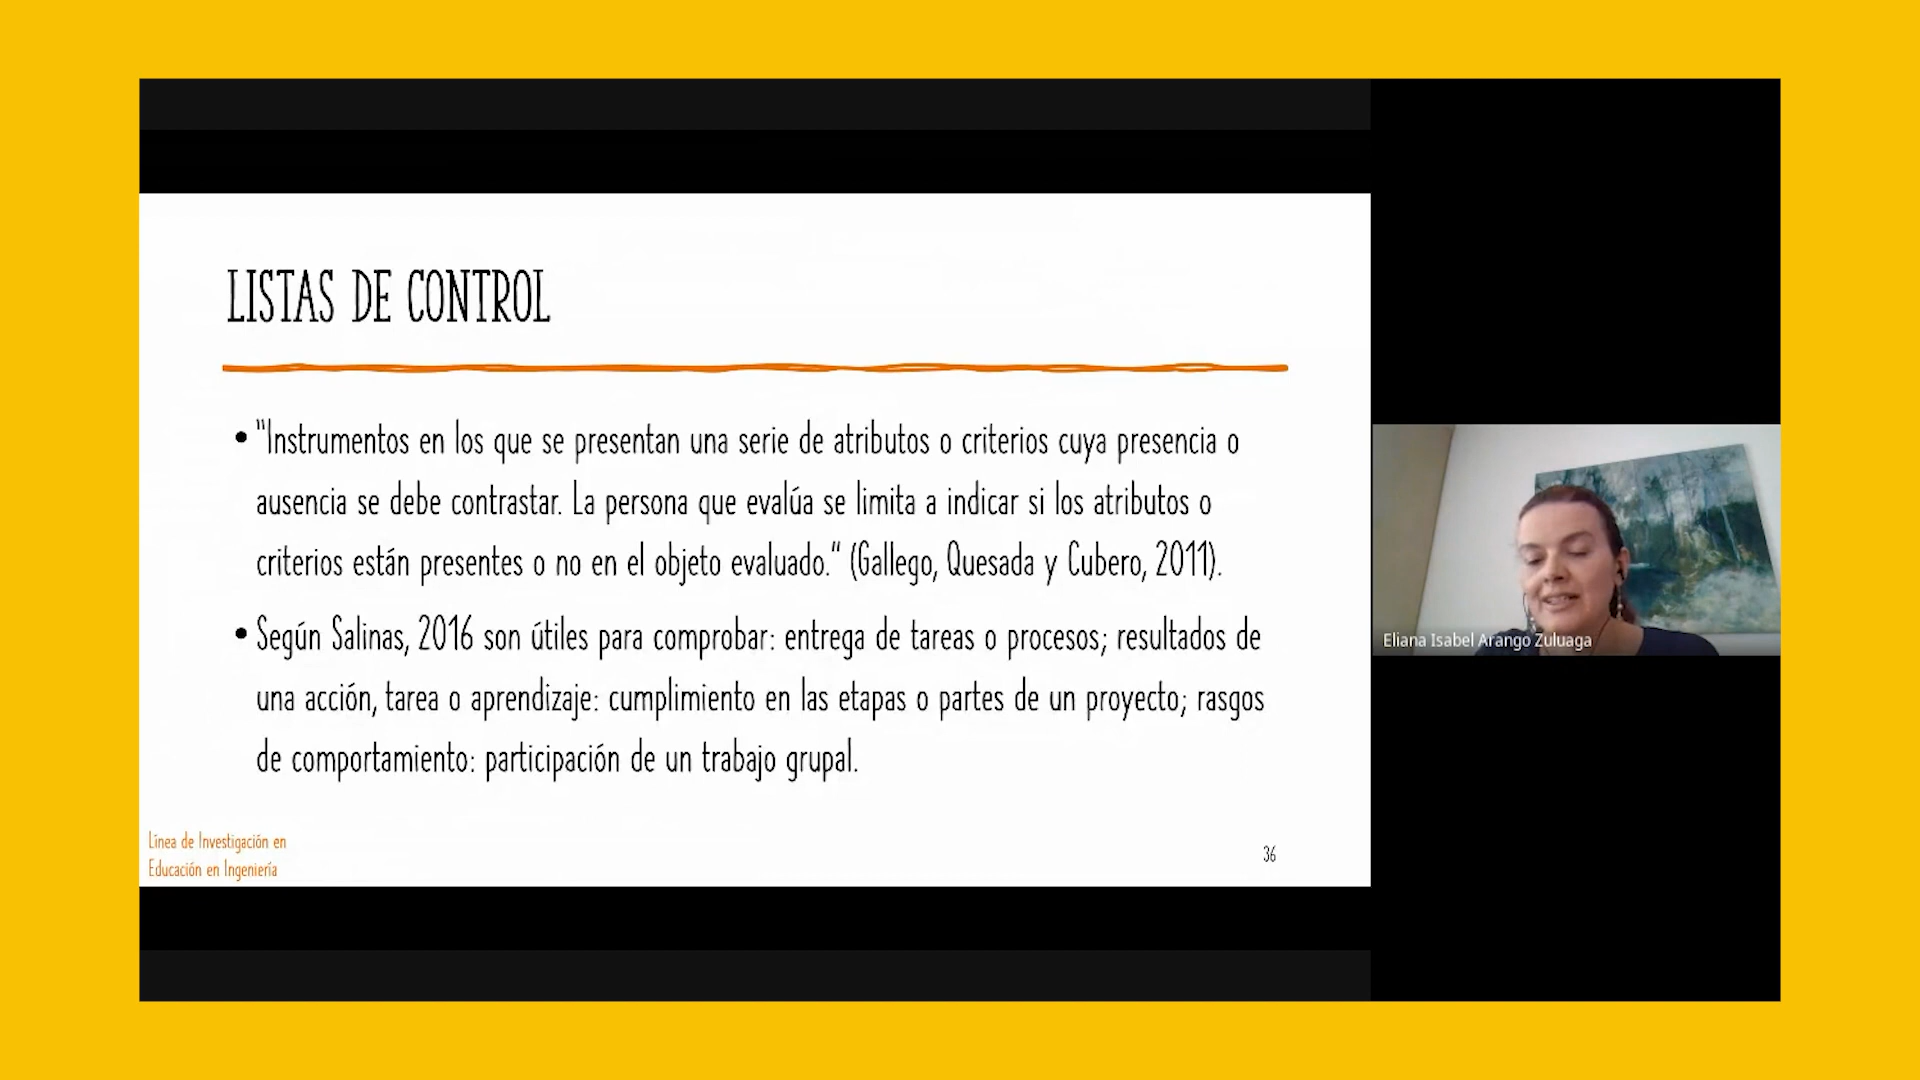 LISTAS DE CONTROL
• "Instrumentos en los que se presentan una serie de atributos o criterios cuya presencia o
ausencia se debe contrastar. La persona que evalúa se limita a indicar si los atributos o
criterios están presentes o no en el objeto evaluado." (Gallego, Quesada y Cubero, 2011).
• Según Salinas, 2016 son útiles para comprobar: entrega de tareas o procesos; resultados de
una acción, tarea o aprendizaje: cumplimiento en las etapas o partes de un proyecto; rasgos
de comportamiento: participación de un trabajo grupal.
Línea de Investigación en
Educación en Ingeniería
36
Eliana Isabel Arango Zuluaga